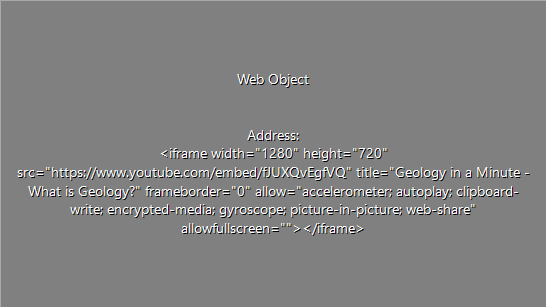 Web Object
Address:
<iframe width="1280" height="720"
src="https://www.youtube.com/embed/fJUXQvEgfVQ" title="Geology in a Minute -
What is Geology?" frameborder="0" allow="accelerometer; autoplay; clipboard-
write; encrypted-media; gyroscope; picture-in-picture; web-share"
allowfullscreen=""></iframe>